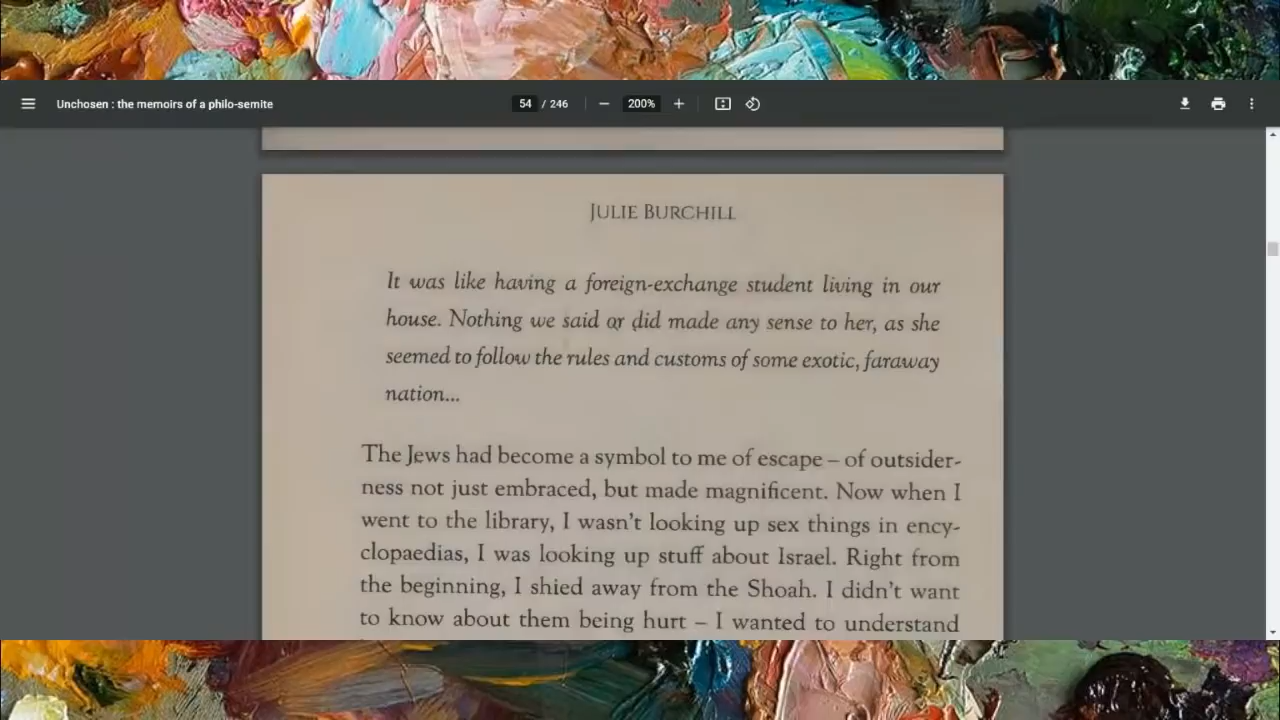 Unchosen : the memoirs of a philo-semite
54 / 246
200%
JULIE BURCHILL
It was like having a foreign-exchange student living in our
house. Nothing we said or did made any sense to her, as she
seemed to follow the rules and customs of some exotic, faraway
nation...
The Jews had become a symbol to me of escape – of outsider-
ness not just embraced, but made magnificent. Now when I
went to the library, I wasn't looking up sex things in ency-
clopaedias, I was looking up stuff about Israel. Right from
the beginning, I shied away from the Shoah. I didn't want
to know about them being hurt – I wanted to understand